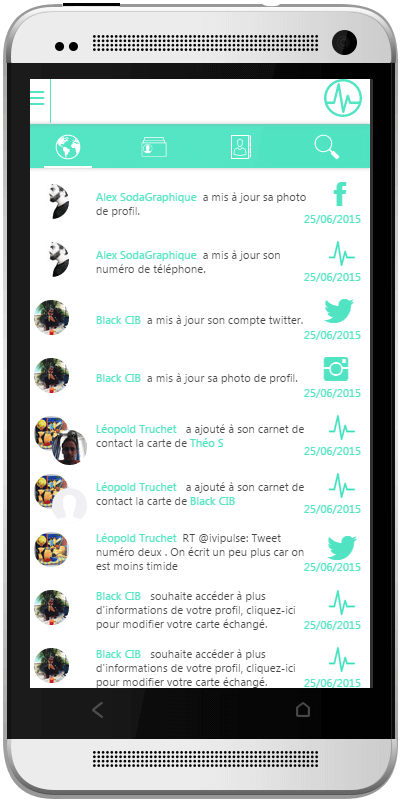 Alex SodaGraphique a mis à jour sa photo
de profil.
25/06/2015
Alex SodaGraphique a mis à jour son
numéro de téléphone.
25/06/2015
Black CIB a mis à jour son compte twitter.
25/06/2015
Black CIB a mis à jour sa photo de profil.
25/06/2015
Léopold Truchet a ajouté à son carnet de
contact la carte de Théo S
25/06/2015
Léopold Truchet a ajouté à son carnet de
contact la carte de Black CIB
25/06/2015
Léopold Truchet RT @ivipulse: Tweet
numéro deux . On écrit un peu plus car on
est moins timide
25/06/2015
Black CIB souhaite accéder à plus
d'informations de votre profil, cliquez-ici
pour modifier votre carte échangé.
25/06/2015
Black CIB souhaite accéder à plus
d'informations de votre profil, cliquez-ici
pour modifier votre carte échangé.
25/06/2015